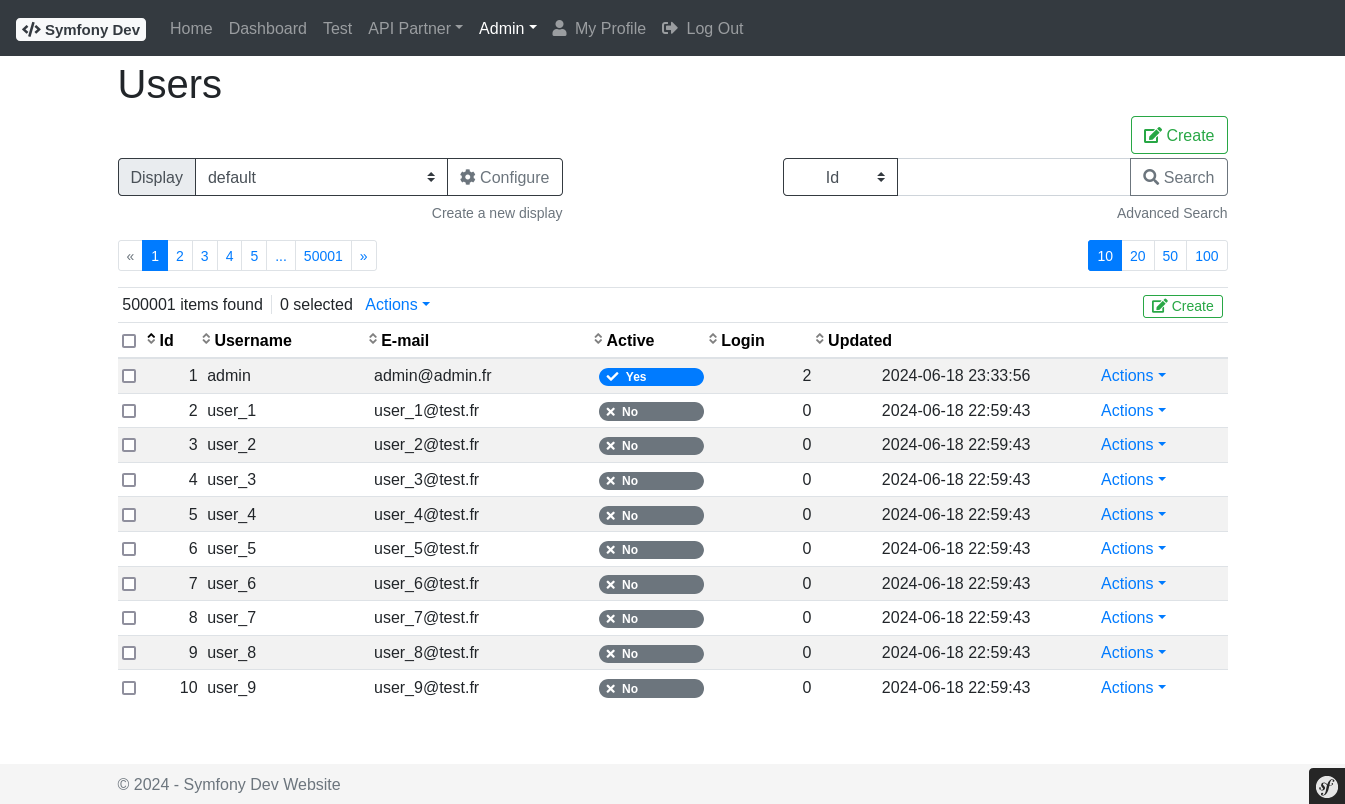 Symfony Dev Home Dashboard Test API Partner Admin My Profile Log Out
Users
Create
Display default Configure Id Search
Create a new display Advanced Search
« 1 2 3 4 5 ... 50001 » 10 20 50 100
500001 items found 0 selected Actions Create
Id Username E-mail Active Login Updated
1 admin admin@admin.fr Yes 2 2024-06-18 23:33:56 Actions
2 user_1 user_1@test.fr No 0 2024-06-18 22:59:43 Actions
3 user_2 user_2@test.fr No 0 2024-06-18 22:59:43 Actions
4 user_3 user_3@test.fr No 0 2024-06-18 22:59:43 Actions
5 user_4 user_4@test.fr No 0 2024-06-18 22:59:43 Actions
6 user_5 user_5@test.fr No 0 2024-06-18 22:59:43 Actions
7 user_6 user_6@test.fr No 0 2024-06-18 22:59:43 Actions
8 user_7 user_7@test.fr No 0 2024-06-18 22:59:43 Actions
9 user_8 user_8@test.fr No 0 2024-06-18 22:59:43 Actions
10 user_9 user_9@test.fr No 0 2024-06-18 22:59:43 Actions
© 2024 - Symfony Dev Website
sf